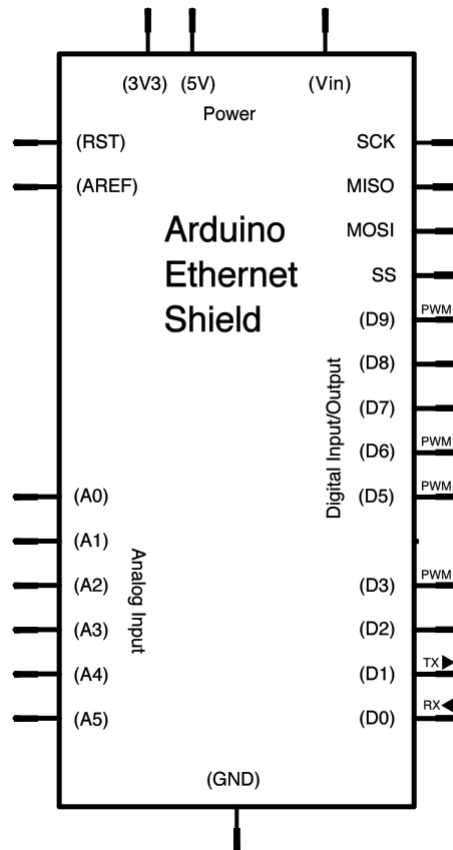 (3V3) (5V) (Vin)
Power
(RST) SCK
(AREF) MISO
Arduino MOSI
Ethernet SS
Shield (D9) PWM
(D8)
(D7)
Digital Input/Output
(D6) PWM
(A0) (D5) PWM
(A1)
Analog Input
(A2) (D3) PWM
(A3) (D2)
(A4) (D1) TX
(A5) (D0) RX
(GND)